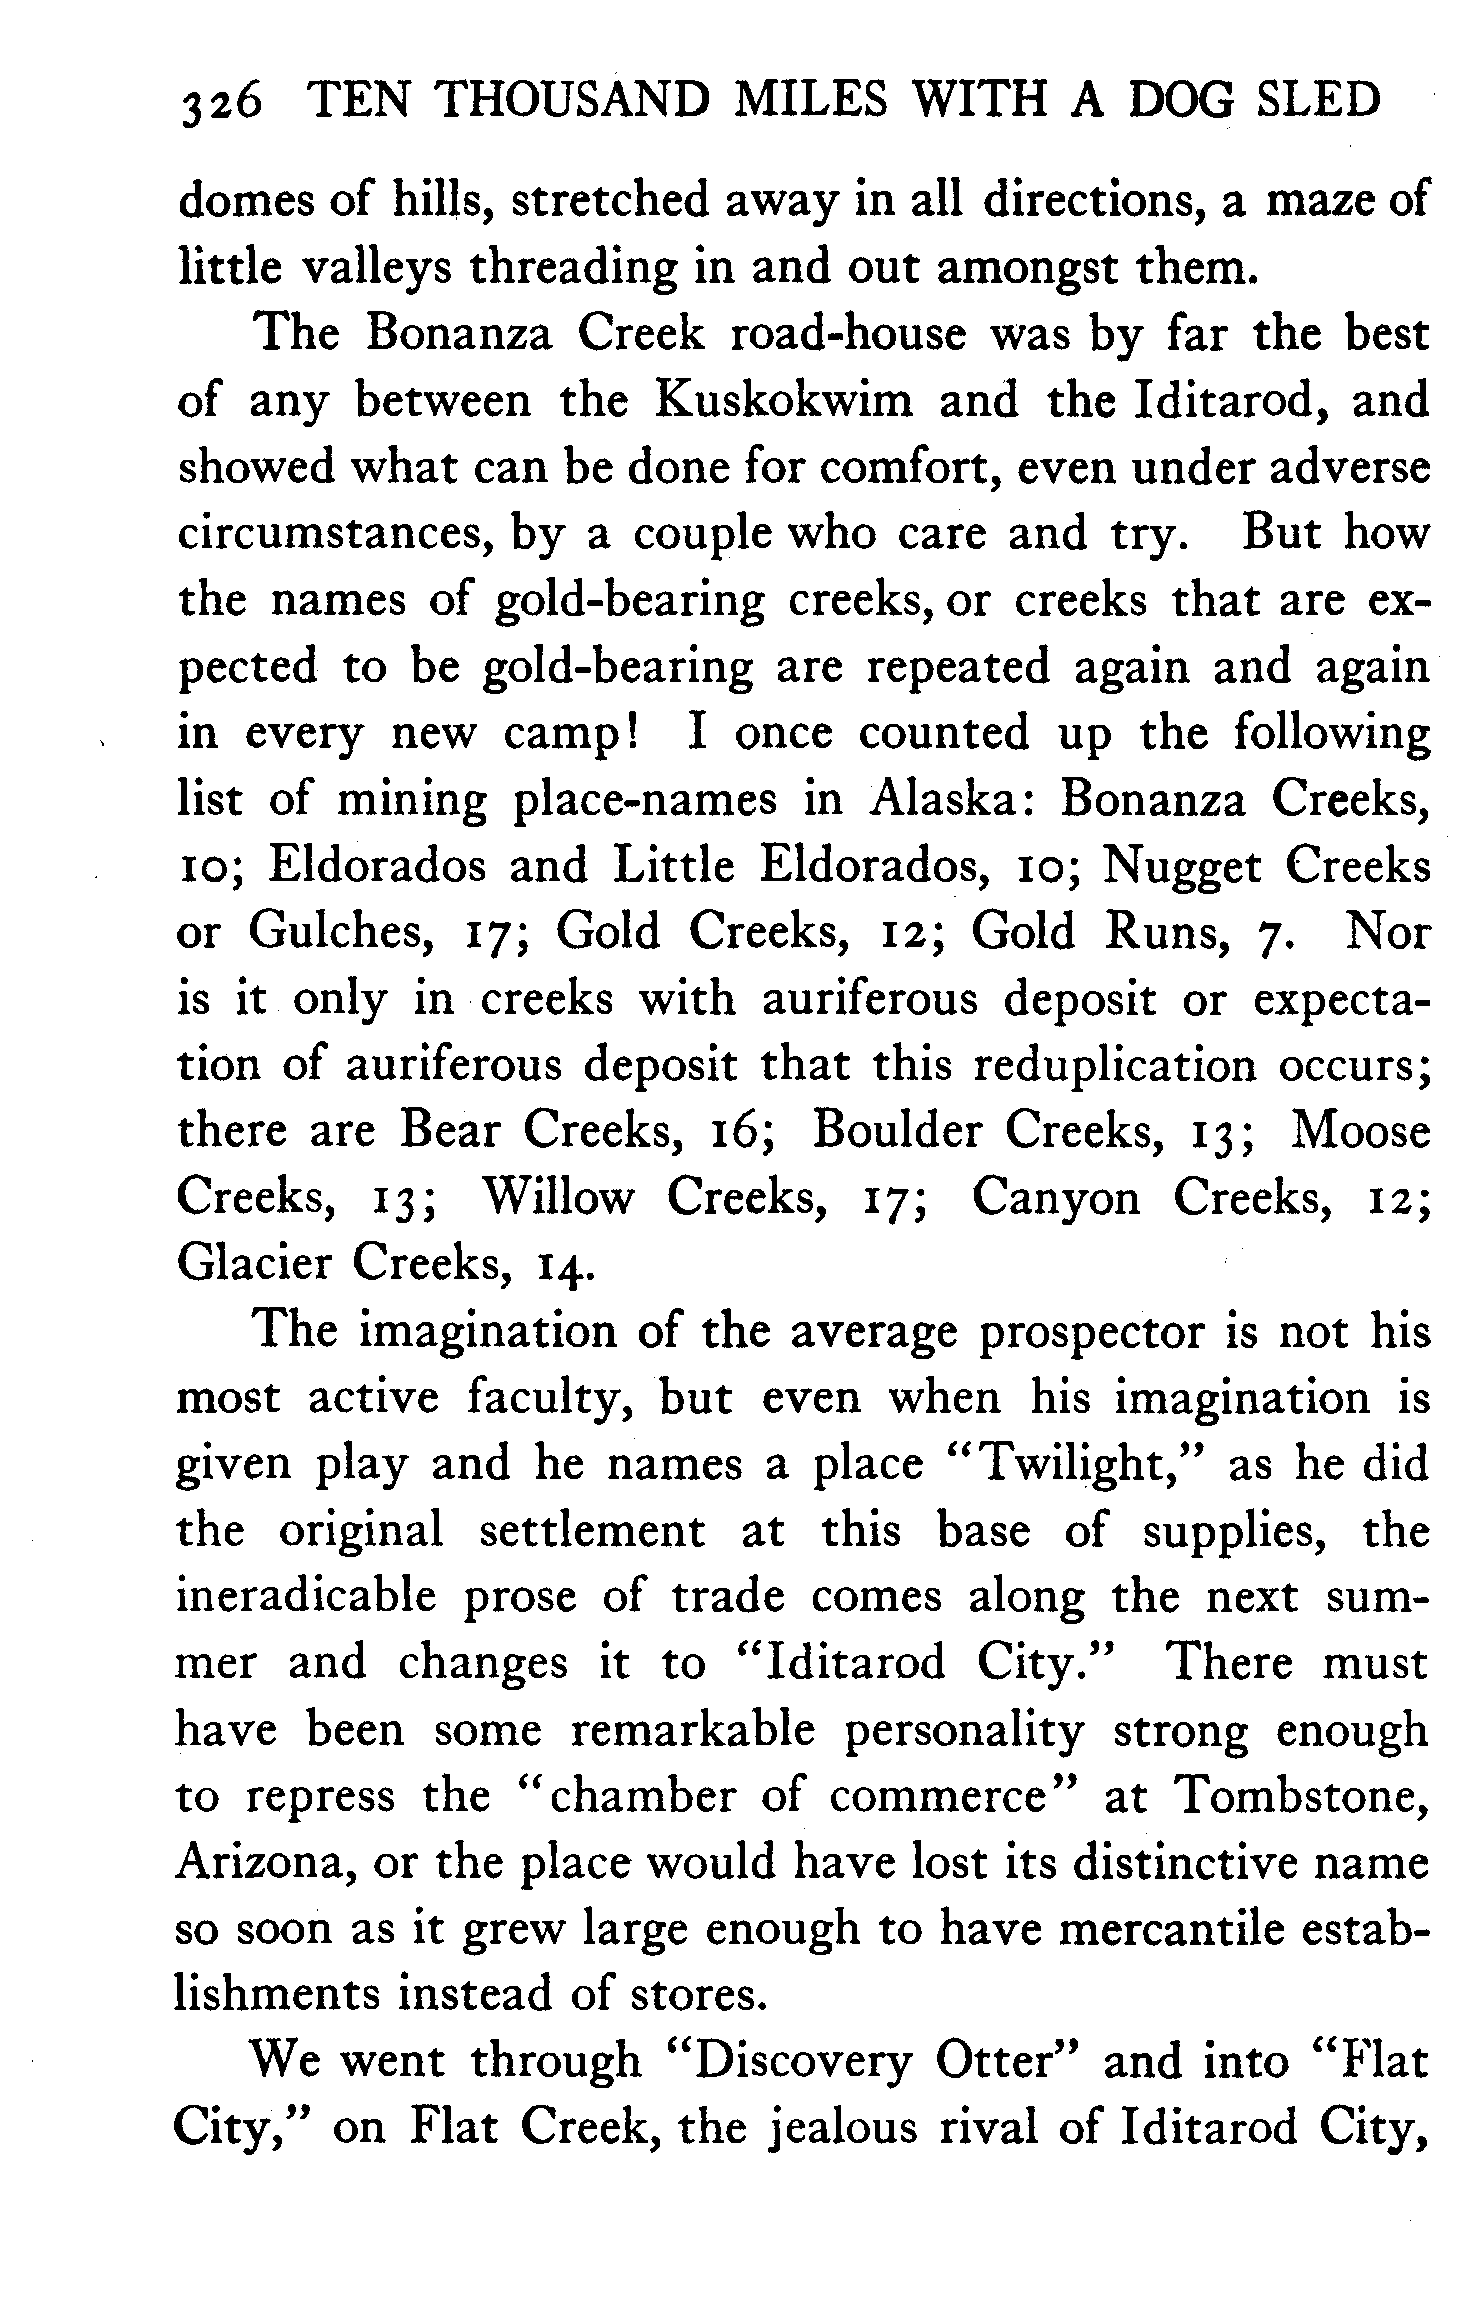 326 TEN THOUSAND MILES WITH A DOG SLED
domes of hills, stretched away in all directions, a maze of
little valleys threading in and out amongst them.
The Bonanza Creek road-house was by far the best
of any between the Kuskokwim and the Iditarod, and
showed what can be done for comfort, even under adverse
circumstances, by a couple who care and try. But how
the names of gold-bearing creeks, or creeks that are ex-
pected to be gold-bearing are repeated again and again
in every new camp! I once counted up the following
list of mining place-names in Alaska: Bonanza Creeks,
10; Eldorados and Little Eldorados, 10; Nugget Creeks
or Gulches, 17; Gold Creeks, 12; Gold Runs, 7. Nor
is it only in creeks with auriferous deposit or expecta-
tion of auriferous deposit that this reduplication occurs;
there are Bear Creeks, 16; Boulder Creeks, 13; Moose
Creeks, 13; Willow Creeks, 17; Canyon Creeks, 12;
Glacier Creeks, 14.
The imagination of the average prospector is not his
most active faculty, but even when his imagination is
given play and he names a place "Twilight," as he did
the original settlement at this base of supplies, the
ineradicable prose of trade comes along the next sum-
mer and changes it to "Iditarod City." There must
have been some remarkable personality strong enough
to repress the "chamber of commerce" at Tombstone,
Arizona, or the place would have lost its distinctive name
so soon as it grew large enough to have mercantile estab-
lishments instead of stores.
We went through "Discovery Otter" and into "Flat
City," on Flat Creek, the jealous rival of Iditarod City,